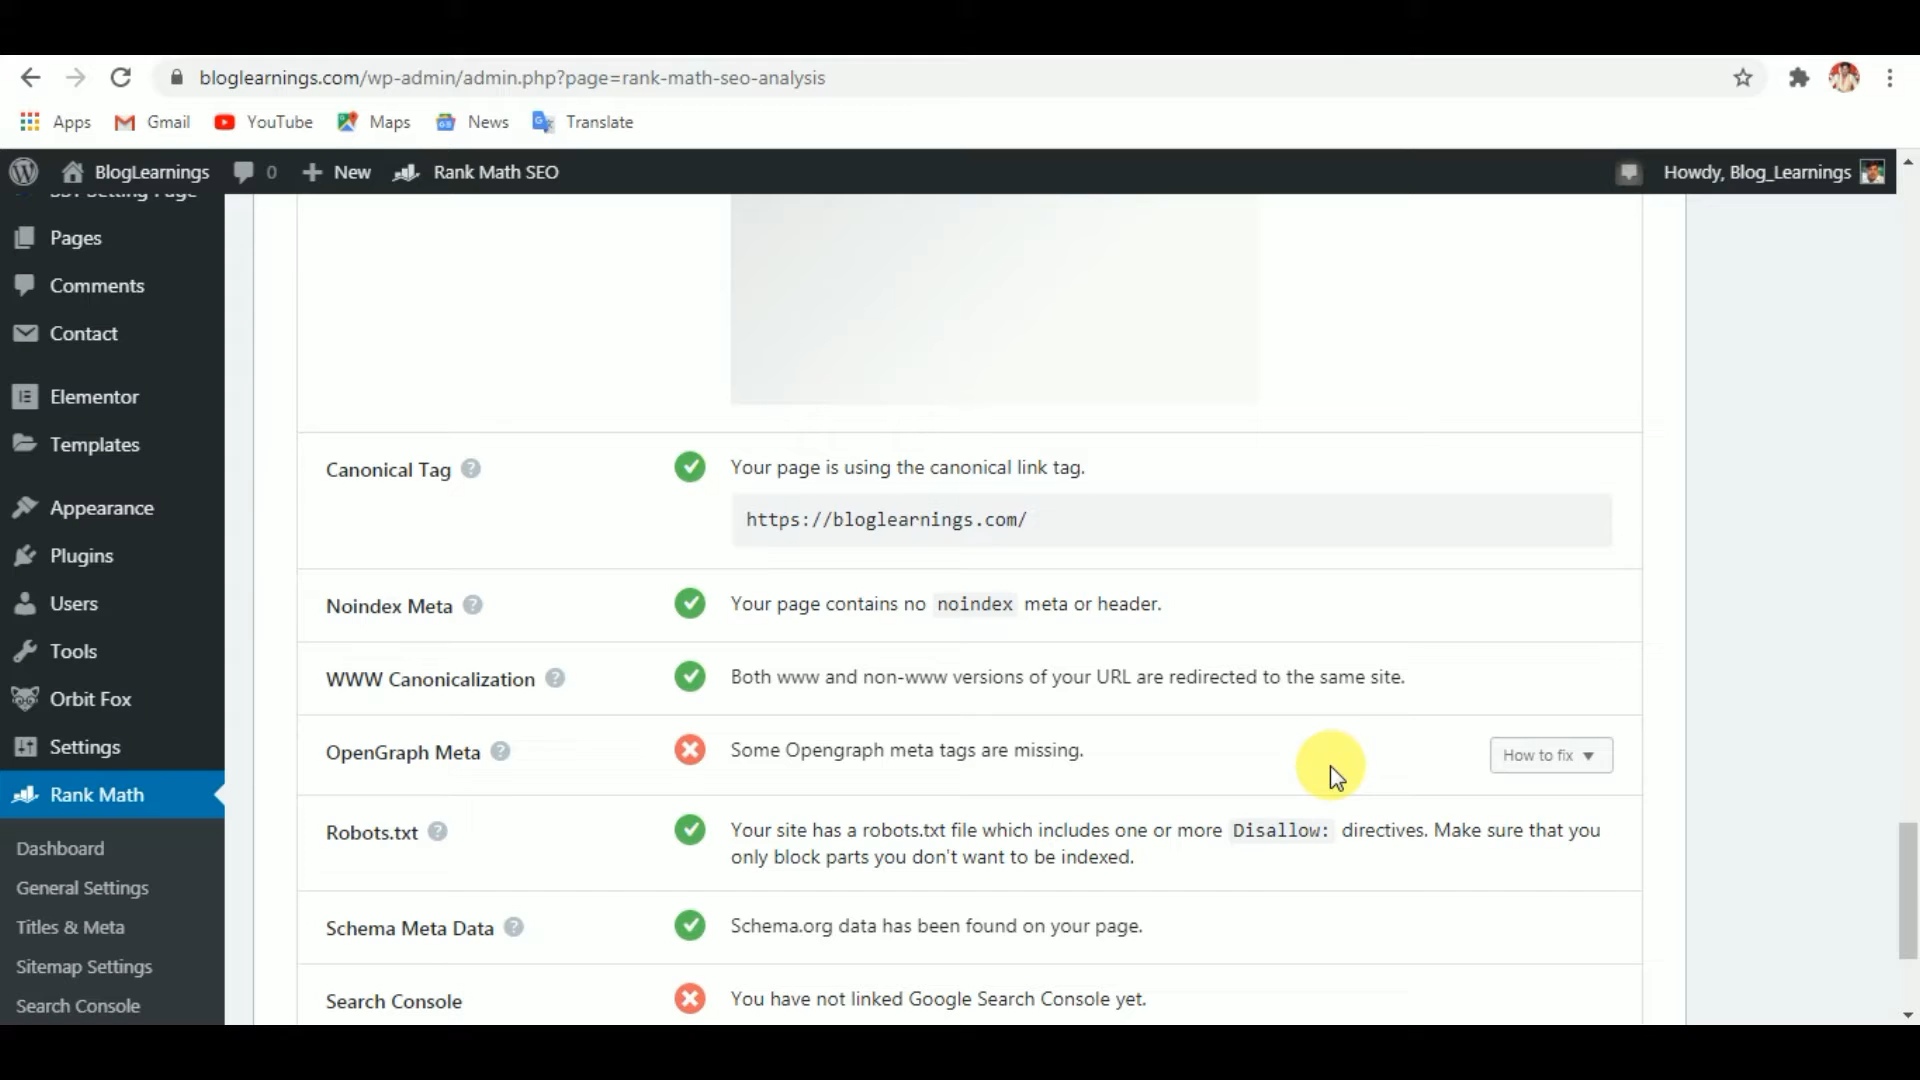 bloglearnings.com/wp-admin/admin.php?page=rank-math-seo-analysis
Apps Gmail YouTube Maps News Translate
BlogLearnings 0 New Rank Math SEO Howdy, Blog_Learnings
Setting Page
Pages
Comments
Contact
Elementor
Templates
Appearance
Plugins
Users
Tools
Orbit Fox
Settings
Rank Math
Dashboard
General Settings
Titles & Meta
Sitemap Settings
Search Console
Canonical Tag ? Your page is using the canonical link tag.
https://bloglearnings.com/
Noindex Meta ? Your page contains no noindex meta or header.
WWW Canonicalization ? Both www and non-www versions of your URL are redirected to the same site.
OpenGraph Meta ? Some Opengraph meta tags are missing. How to fix
Robots.txt ? Your site has a robots.txt file which includes one or more Disallow: directives. Make sure that you
only block parts you don't want to be indexed.
Schema Meta Data ? Schema.org data has been found on your page.
Search Console You have not linked Google Search Console yet.